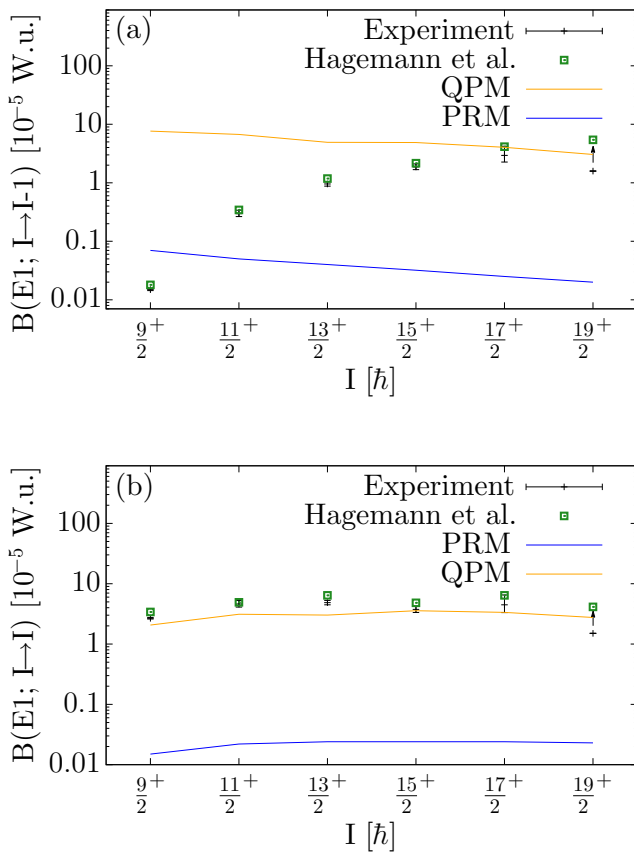 (a)
Experiment
Hagemann et al.
QPM
PRM
B(E1; I→I-1) [10⁻⁵ W.u.]
100
10
1
0.1
0.01
9/2⁺ 11/2⁺ 13/2⁺ 15/2⁺ 17/2⁺ 19/2⁺
I [ℏ]
(b)
Experiment
Hagemann et al.
PRM
QPM
B(E1; I→I) [10⁻⁵ W.u.]
100
10
1
0.1
0.01
9/2⁺ 11/2⁺ 13/2⁺ 15/2⁺ 17/2⁺ 19/2⁺
I [ℏ]